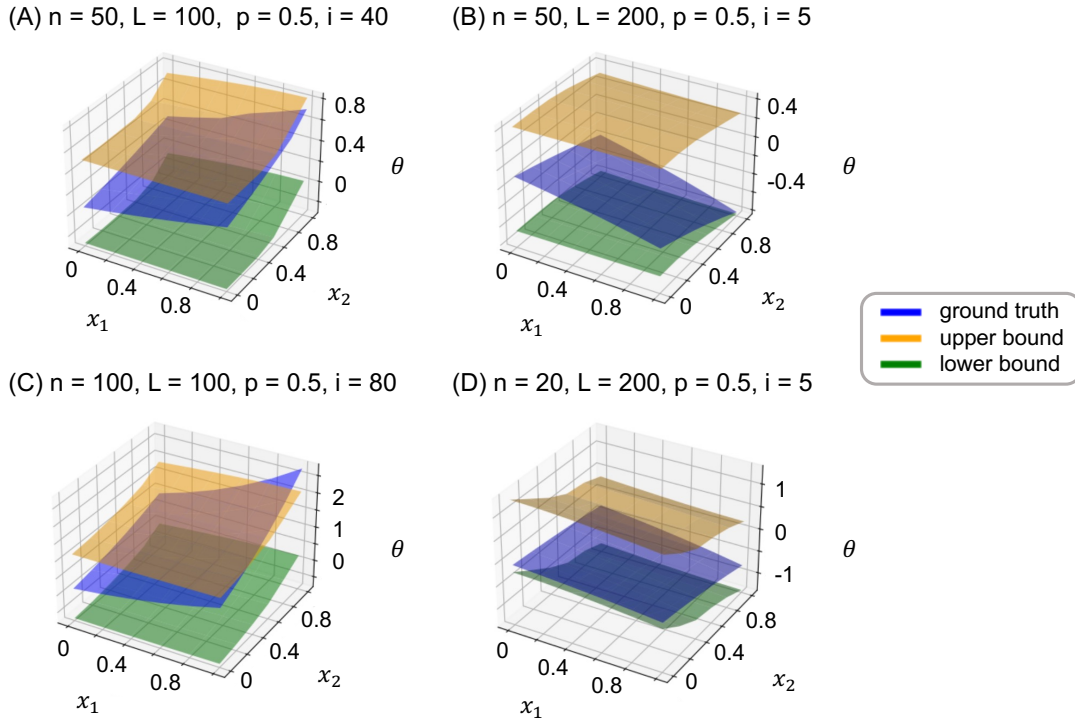 (A) n = 50, L = 100, p = 0.5, i = 40
0.8
0.4
0
θ
0
0.4
0.8
x₁
0
0.4
0.8
x₂
(B) n = 50, L = 200, p = 0.5, i = 5
0.4
0
-0.4
θ
0
0.4
0.8
x₁
0
0.4
0.8
x₂
ground truth
upper bound
lower bound
(C) n = 100, L = 100, p = 0.5, i = 80
2
1
0
θ
0
0.4
0.8
x₁
0
0.4
0.8
x₂
(D) n = 20, L = 200, p = 0.5, i = 5
1
0
-1
θ
0
0.4
0.8
x₁
0
0.4
0.8
x₂